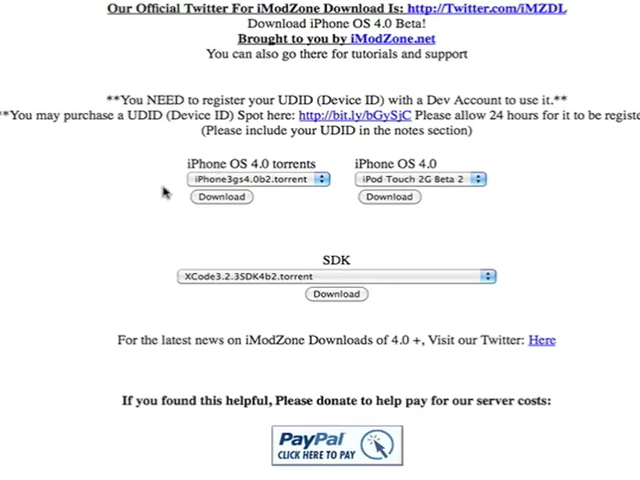 Our Official Twitter For iModZone Download Is: http://Twitter.com/iMZDL
Download iPhone OS 4.0 Beta!
Brought to you by iModZone.net
You can also go there for tutorials and support
**You NEED to register your UDID (Device ID) with a Dev Account to use it.**
**You may purchase a UDID (Device ID) Spot here: http://bit.ly/bGySjC Please allow 24 hours for it to be registe
(Please include your UDID in the notes section)
iPhone OS 4.0 torrents iPhone OS 4.0
iPhone3gs4.0b2.torrent iPod Touch 2G Beta 2
Download Download
SDK
XCode3.2.3SDK4b2.torrent
Download
For the latest news on iModZone Downloads of 4.0 +, Visit our Twitter: Here
If you found this helpful, Please donate to help pay for our server costs:
PayPal
CLICK HERE TO PAY